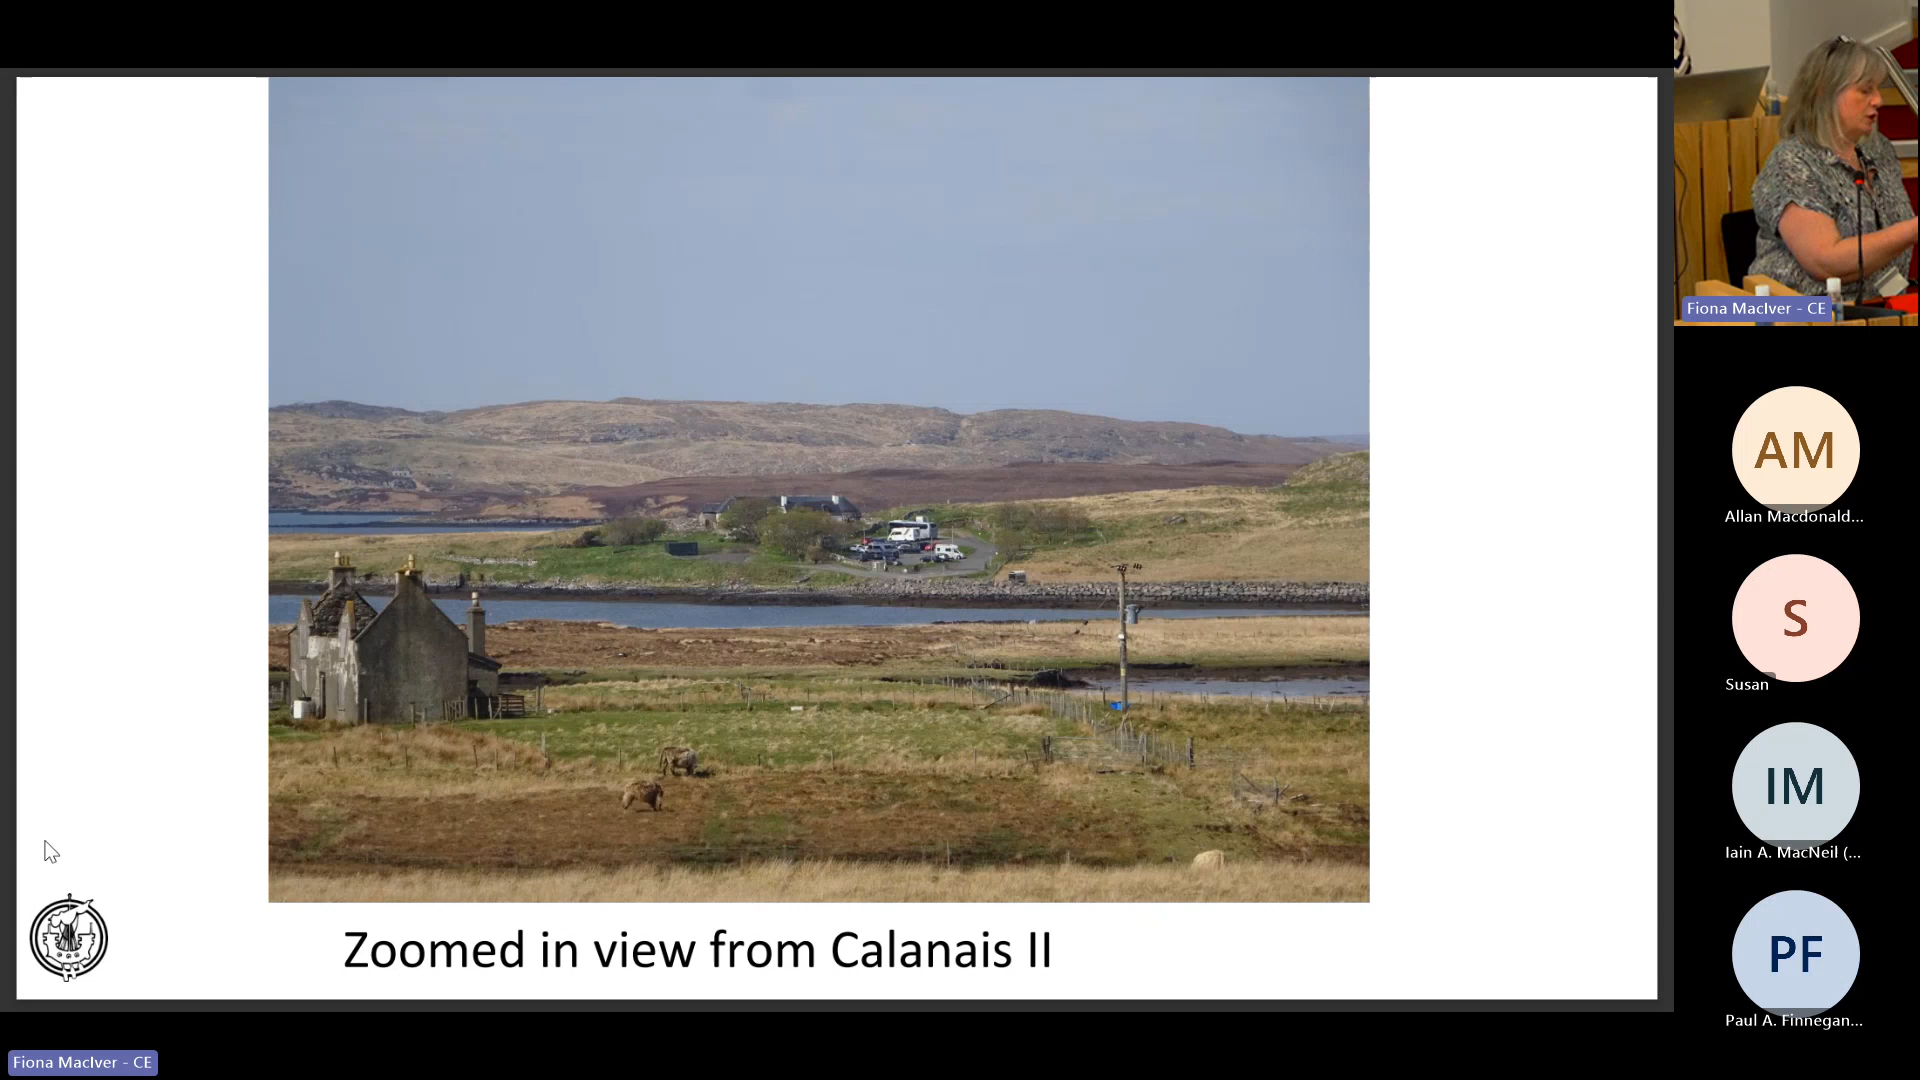 Zoomed in view from Calanais II
Fiona MacIver - CE
AM
Allan Macdonald...
S
Susan
IM
Iain A. MacNeil (...
PF
Paul A. Finnegan...
Fiona MacIver - CE